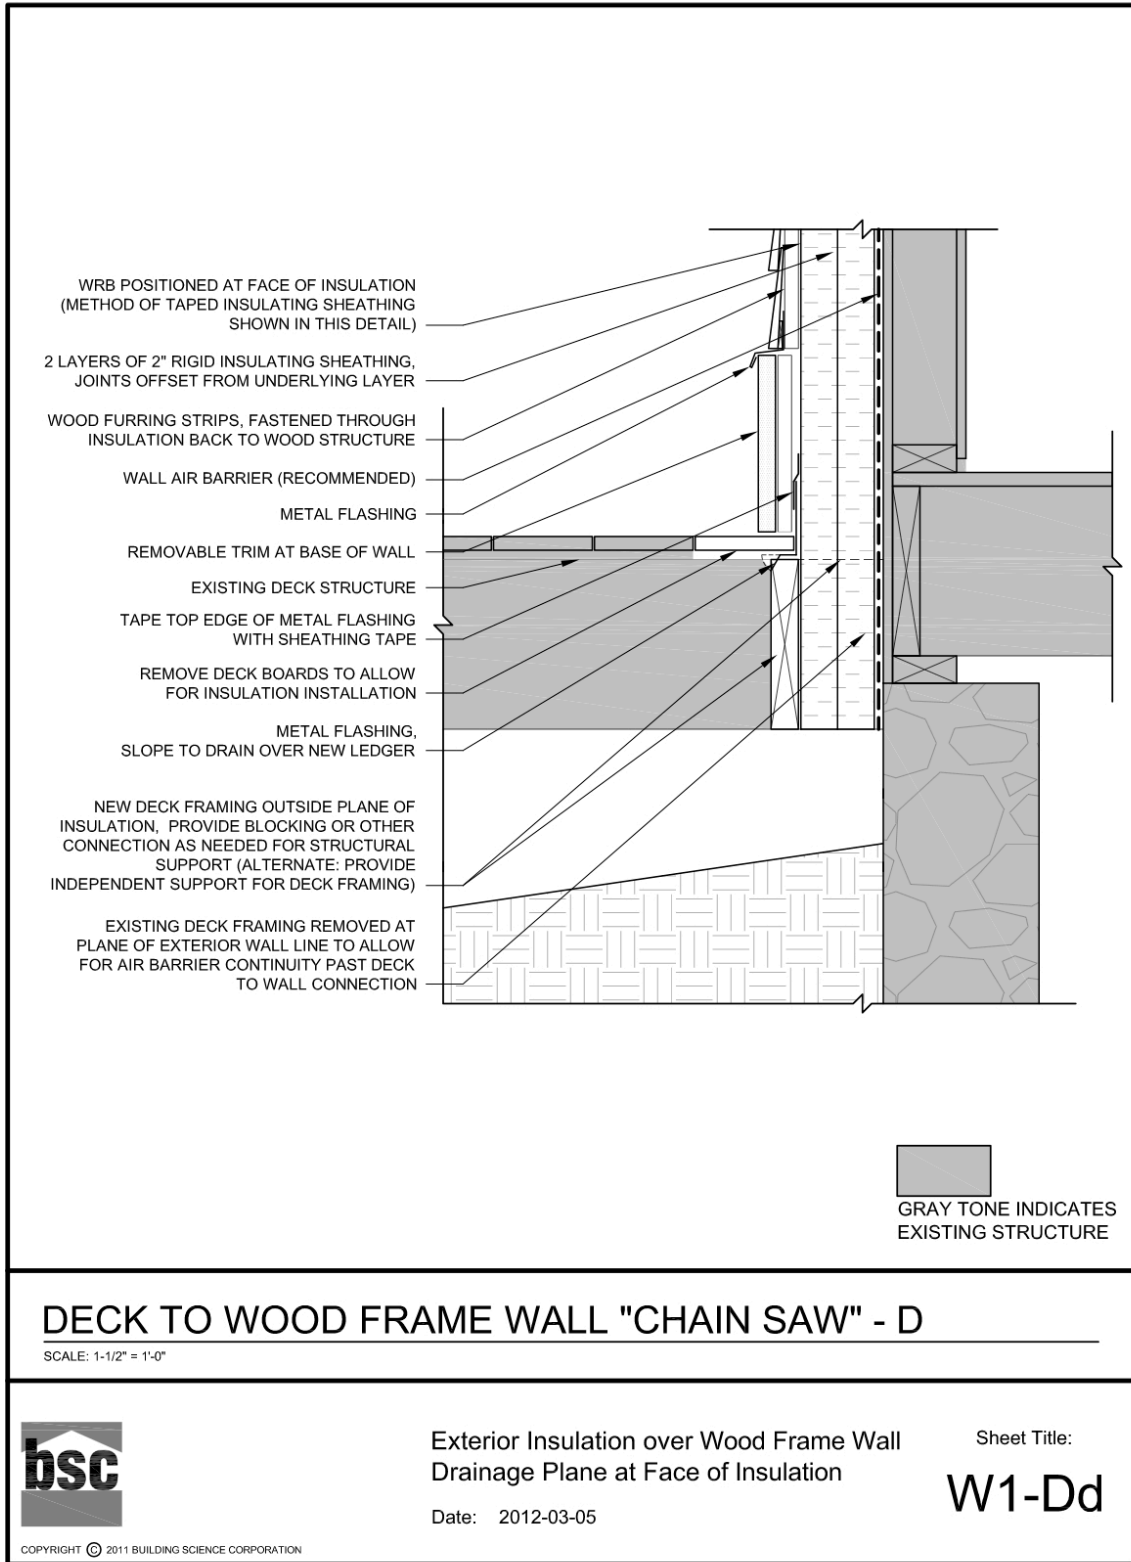 WRB POSITIONED AT FACE OF INSULATION
(METHOD OF TAPED INSULATING SHEATHING
SHOWN IN THIS DETAIL)
2 LAYERS OF 2" RIGID INSULATING SHEATHING,
JOINTS OFFSET FROM UNDERLYING LAYER
WOOD FURRING STRIPS, FASTENED THROUGH
INSULATION BACK TO WOOD STRUCTURE
WALL AIR BARRIER (RECOMMENDED)
METAL FLASHING
REMOVABLE TRIM AT BASE OF WALL
EXISTING DECK STRUCTURE
TAPE TOP EDGE OF METAL FLASHING
WITH SHEATHING TAPE
REMOVE DECK BOARDS TO ALLOW
FOR INSULATION INSTALLATION
METAL FLASHING,
SLOPE TO DRAIN OVER NEW LEDGER
NEW DECK FRAMING OUTSIDE PLANE OF
INSULATION, PROVIDE BLOCKING OR OTHER
CONNECTION AS NEEDED FOR STRUCTURAL
SUPPORT (ALTERNATE: PROVIDE
INDEPENDENT SUPPORT FOR DECK FRAMING)
EXISTING DECK FRAMING REMOVED AT
PLANE OF EXTERIOR WALL LINE TO ALLOW
FOR AIR BARRIER CONTINUITY PAST DECK
TO WALL CONNECTION
GRAY TONE INDICATES
EXISTING STRUCTURE
DECK TO WOOD FRAME WALL "CHAIN SAW" - D
SCALE: 1-1/2" = 1'-0"
bsc
COPYRIGHT © 2011 BUILDING SCIENCE CORPORATION
Exterior Insulation over Wood Frame Wall
Drainage Plane at Face of Insulation
Date: 2012-03-05
Sheet Title:
W1-Dd